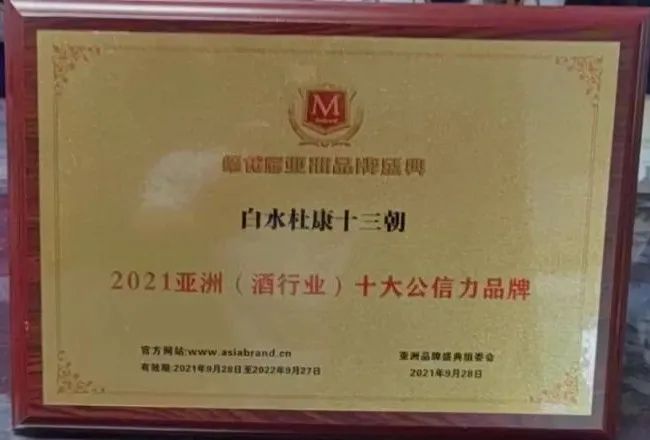 M
亚洲品牌盛典
白水杜康十三朝
2021亚洲（酒行业）十大公信力品牌
官方网站:www.asiabrand.cn
有效期:2021年9月28日至2022年9月27日
亚洲品牌盛典组委会
2021年9月28日